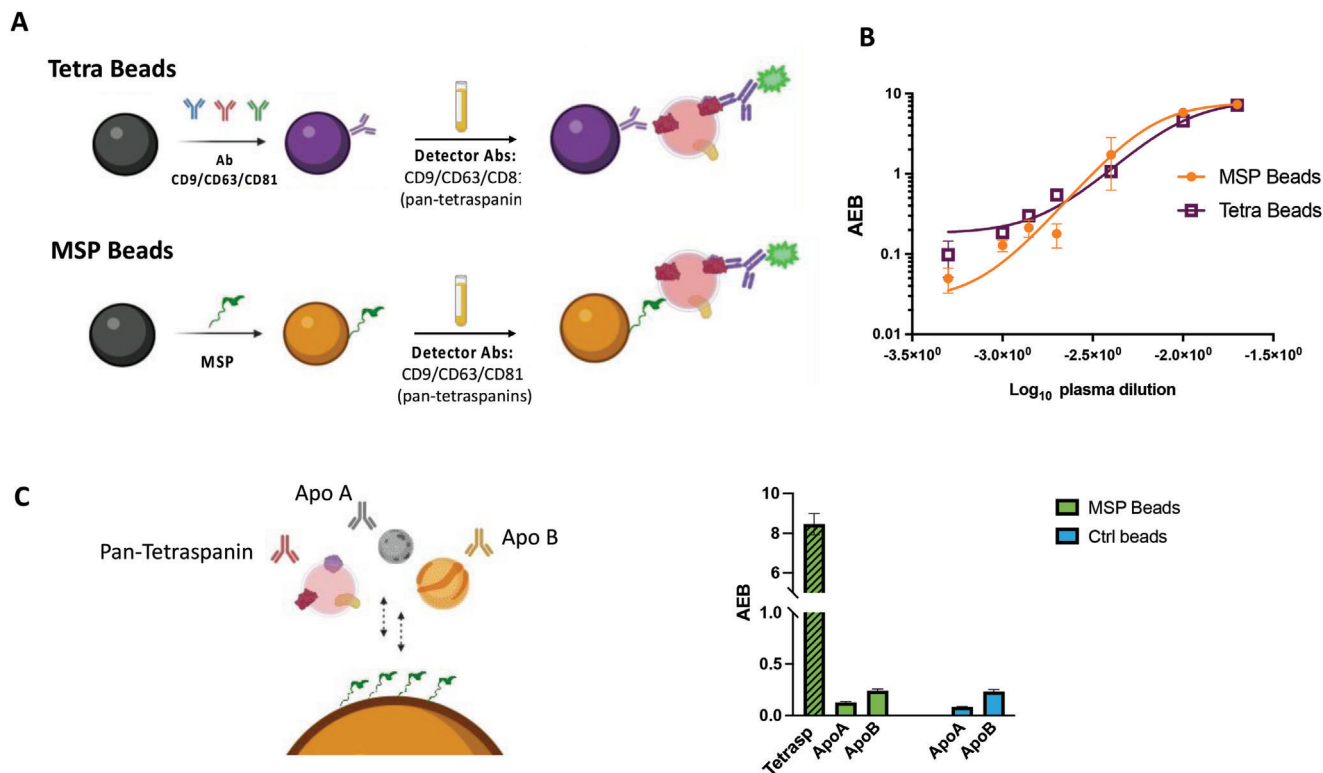 A
Tetra Beads
Ab
CD9/CD63/CD81
Detector Abs:
CD9/CD63/CD81
(pan-tetraspanin
MSP Beads
MSP
Detector Abs:
CD9/CD63/CD81
(pan-tetraspanins)
B
AEB
10
1
0.1
0.01
-3.5×10⁰
-3.0×10⁰
-2.5×10⁰
-2.0×10⁰
-1.5×10⁰
Log₁₀ plasma dilution
MSP Beads
Tetra Beads
C
Apo A
Pan-Tetraspanin
Apo B
AEB
10
8
6
4
1.0
0.5
0.0
Tetrasp
ApoA
ApoB
ApoA
ApoB
MSP Beads
Ctrl beads